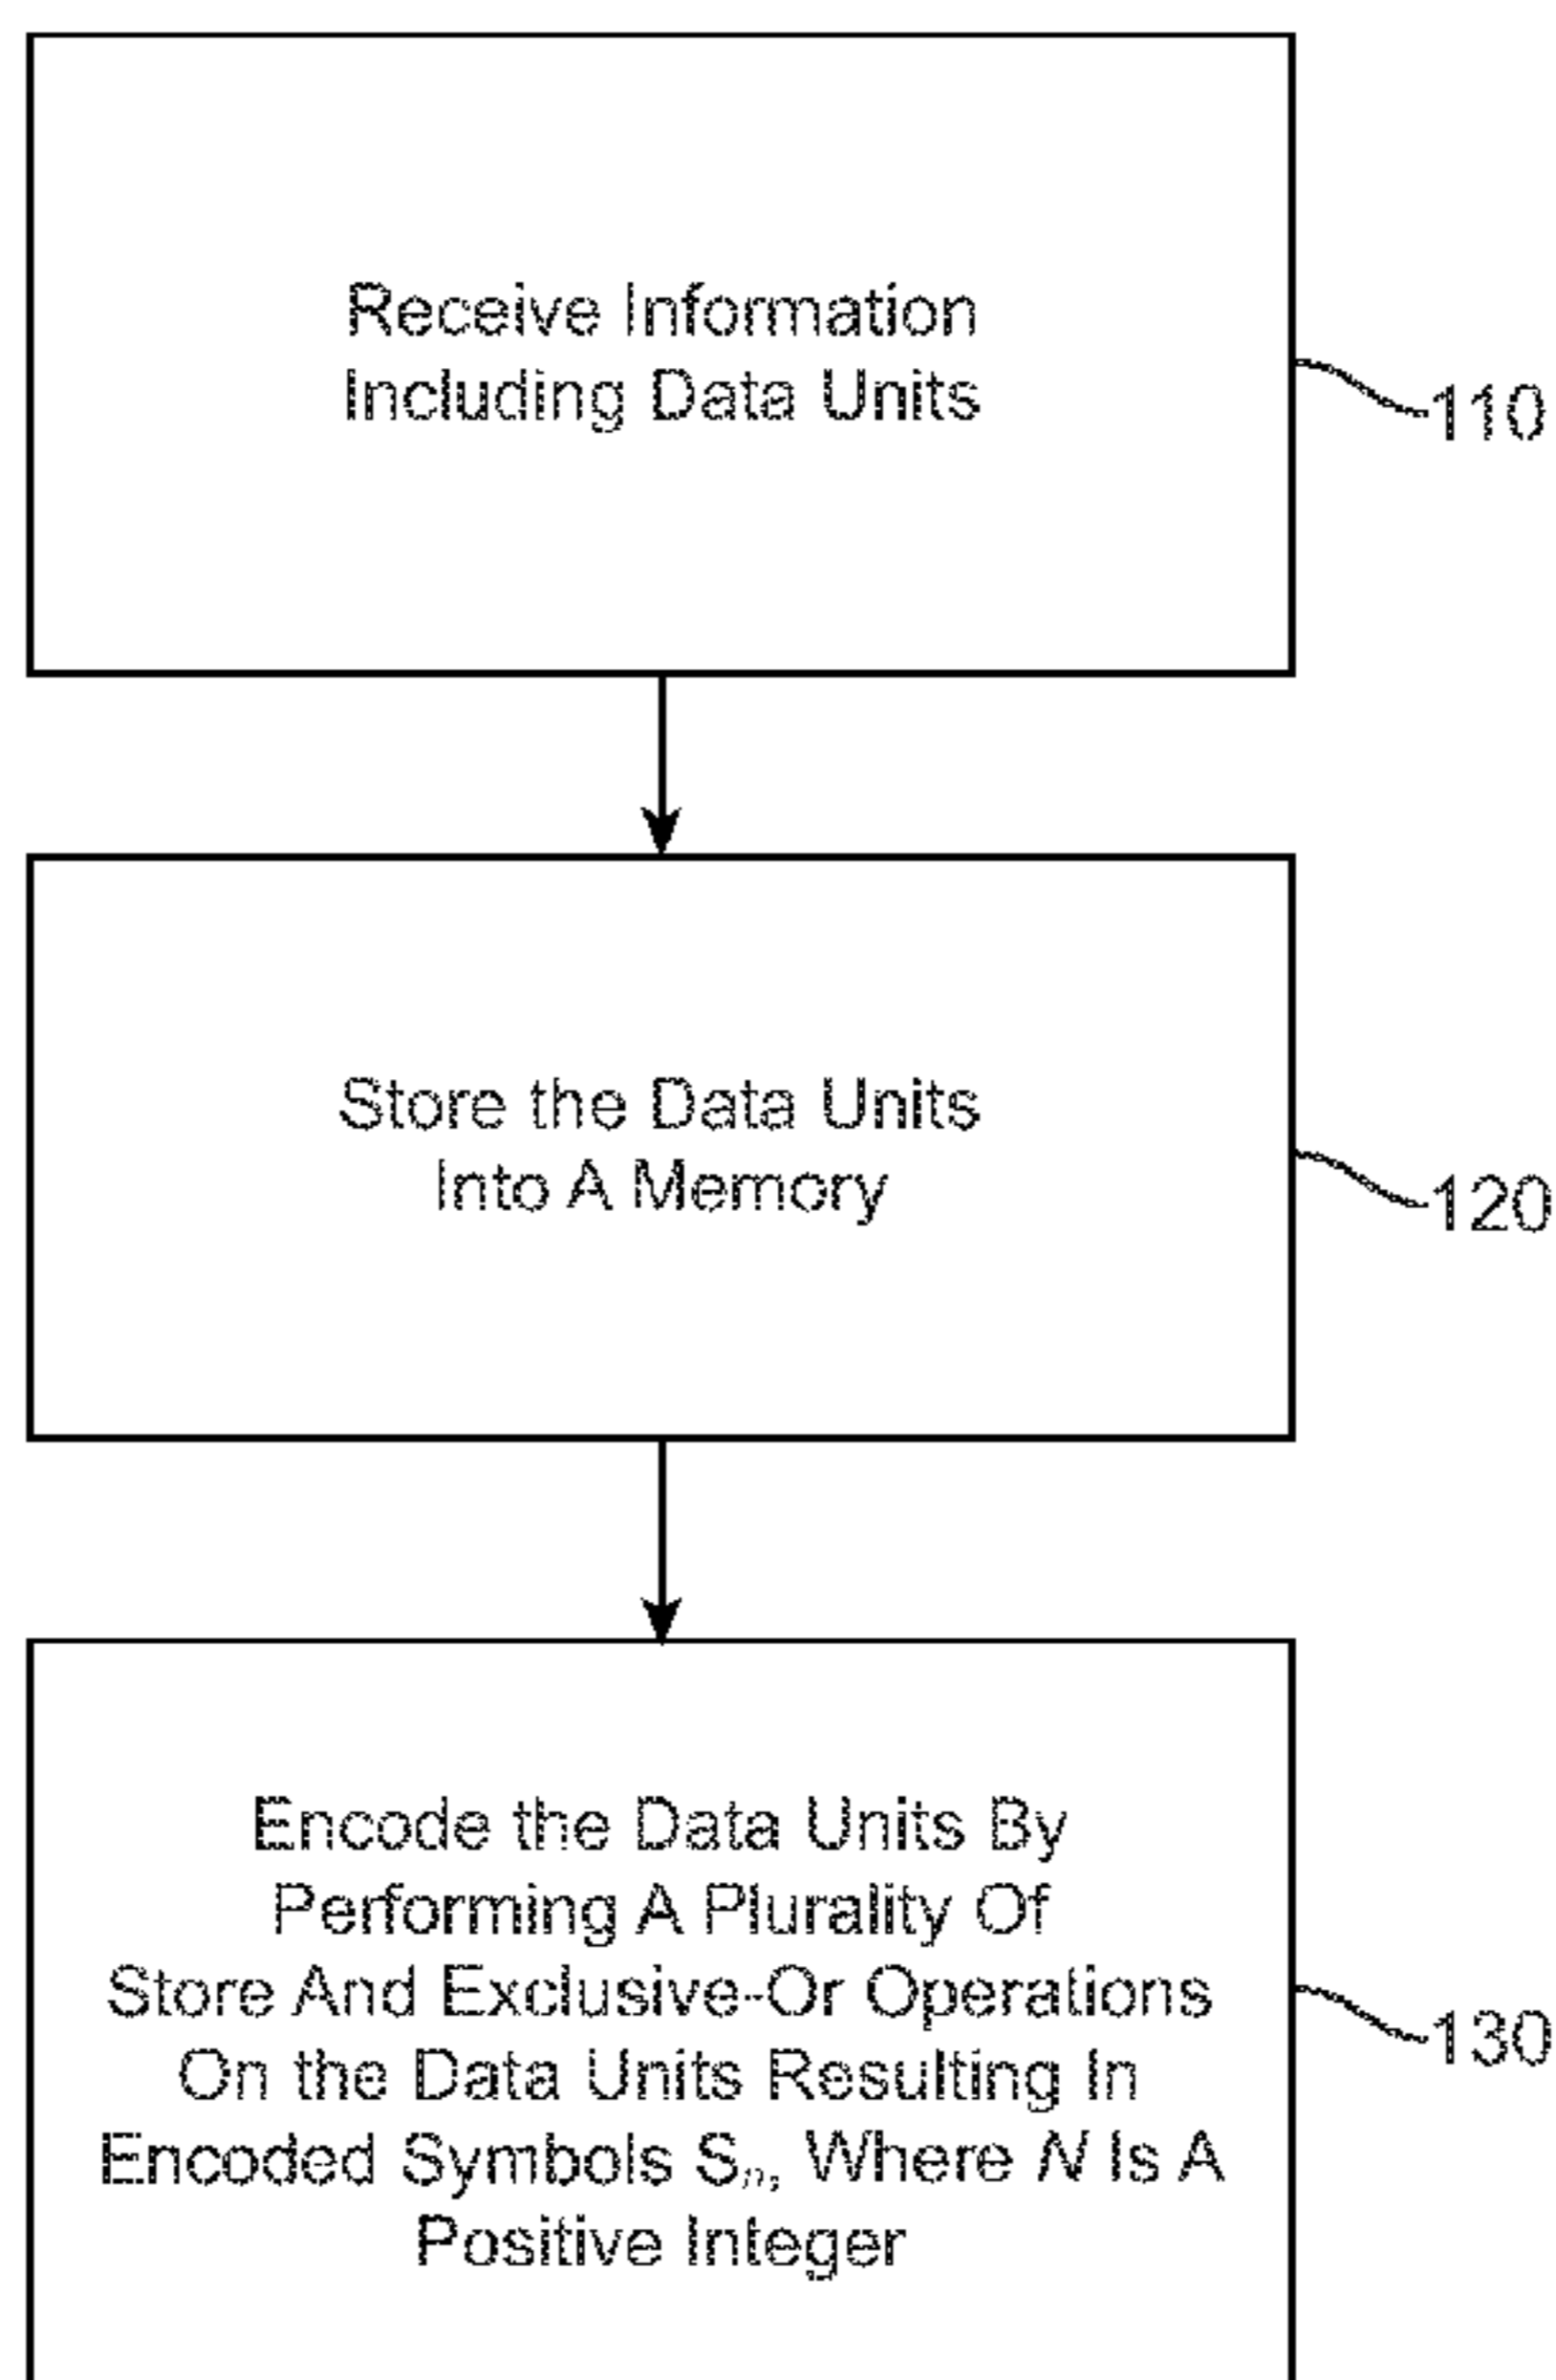 Receive Information
Including Data Units
110
Store the Data Units
Into A Memory
120
Encode the Data Units By
Performing A Plurality Of
Store And Exclusive-Or Operations
On the Data Units Resulting In
Encoded Symbols Sₙ, Where N Is A
Positive Integer
130